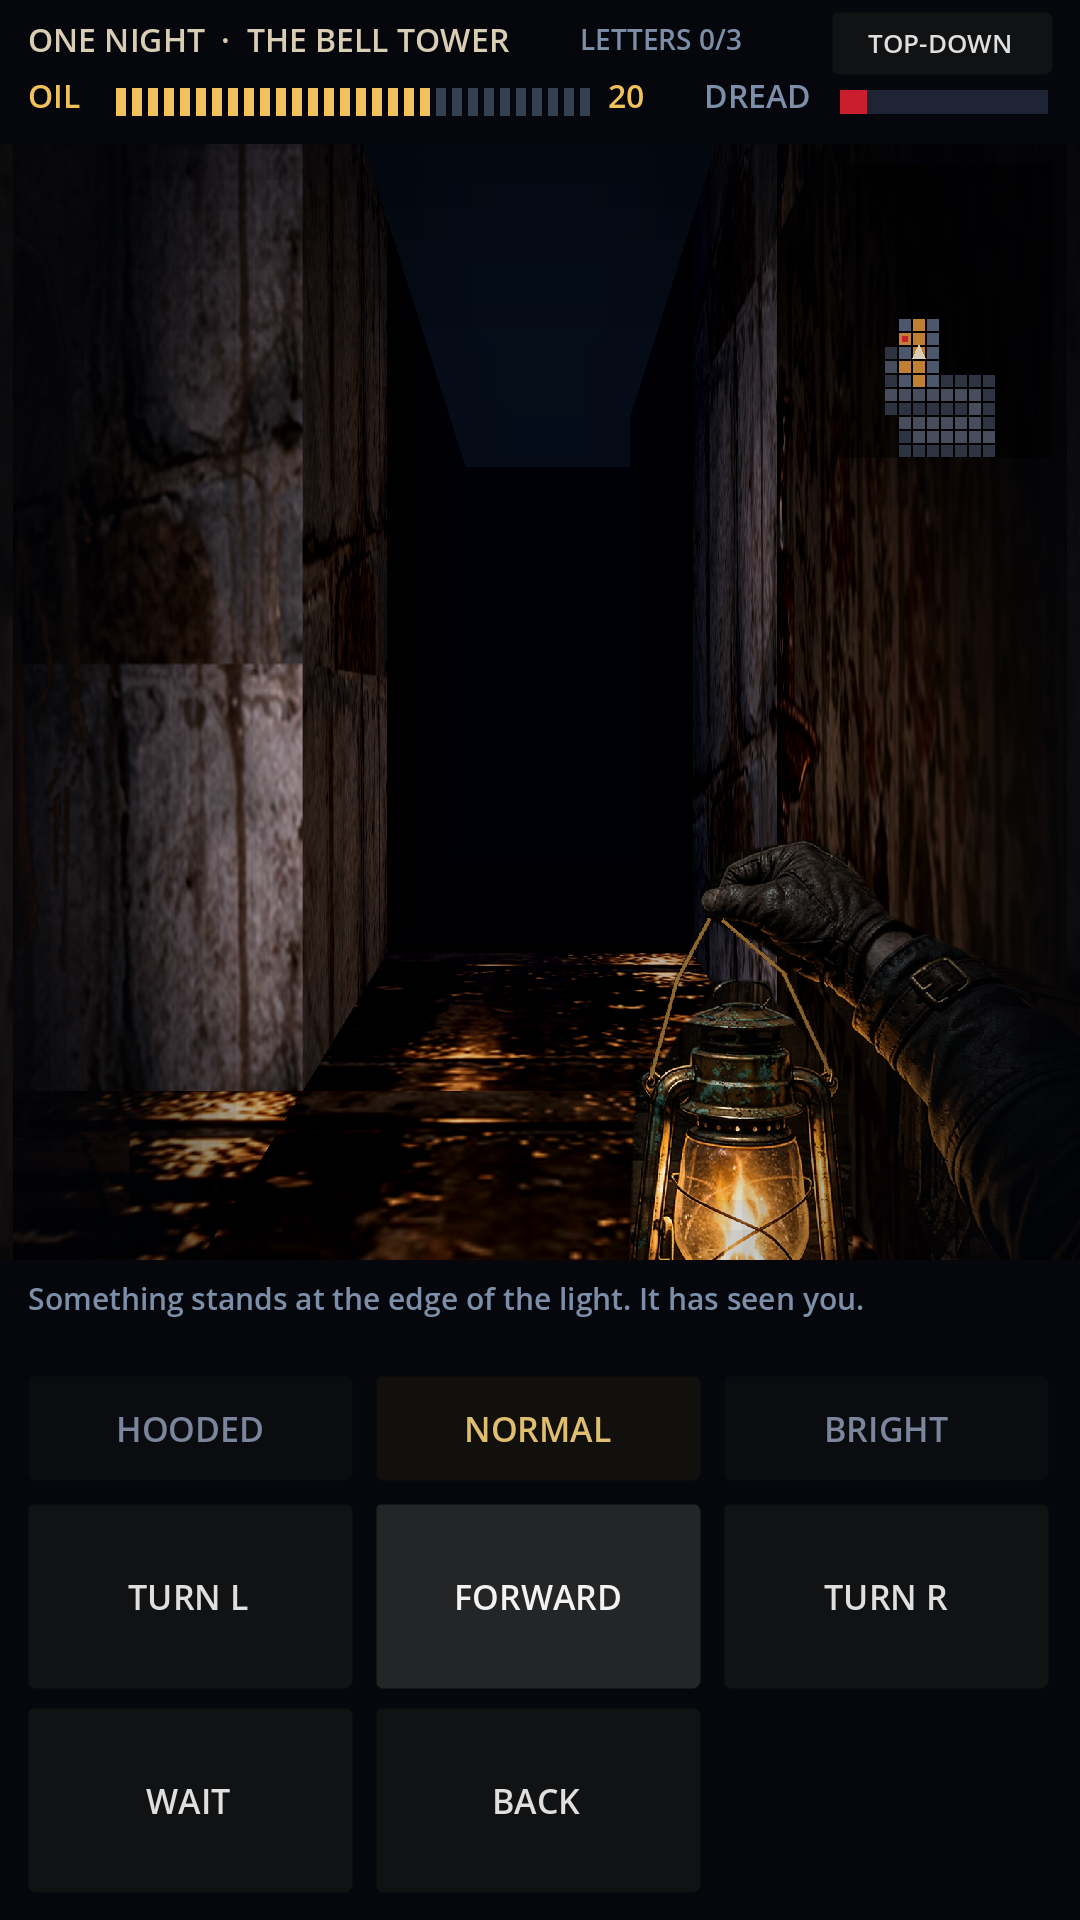 ONE NIGHT · THE BELL TOWER
LETTERS 0/3
TOP-DOWN
OIL
20
DREAD
Something stands at the edge of the light. It has seen you.
HOODED
NORMAL
BRIGHT
TURN L
FORWARD
TURN R
WAIT
BACK